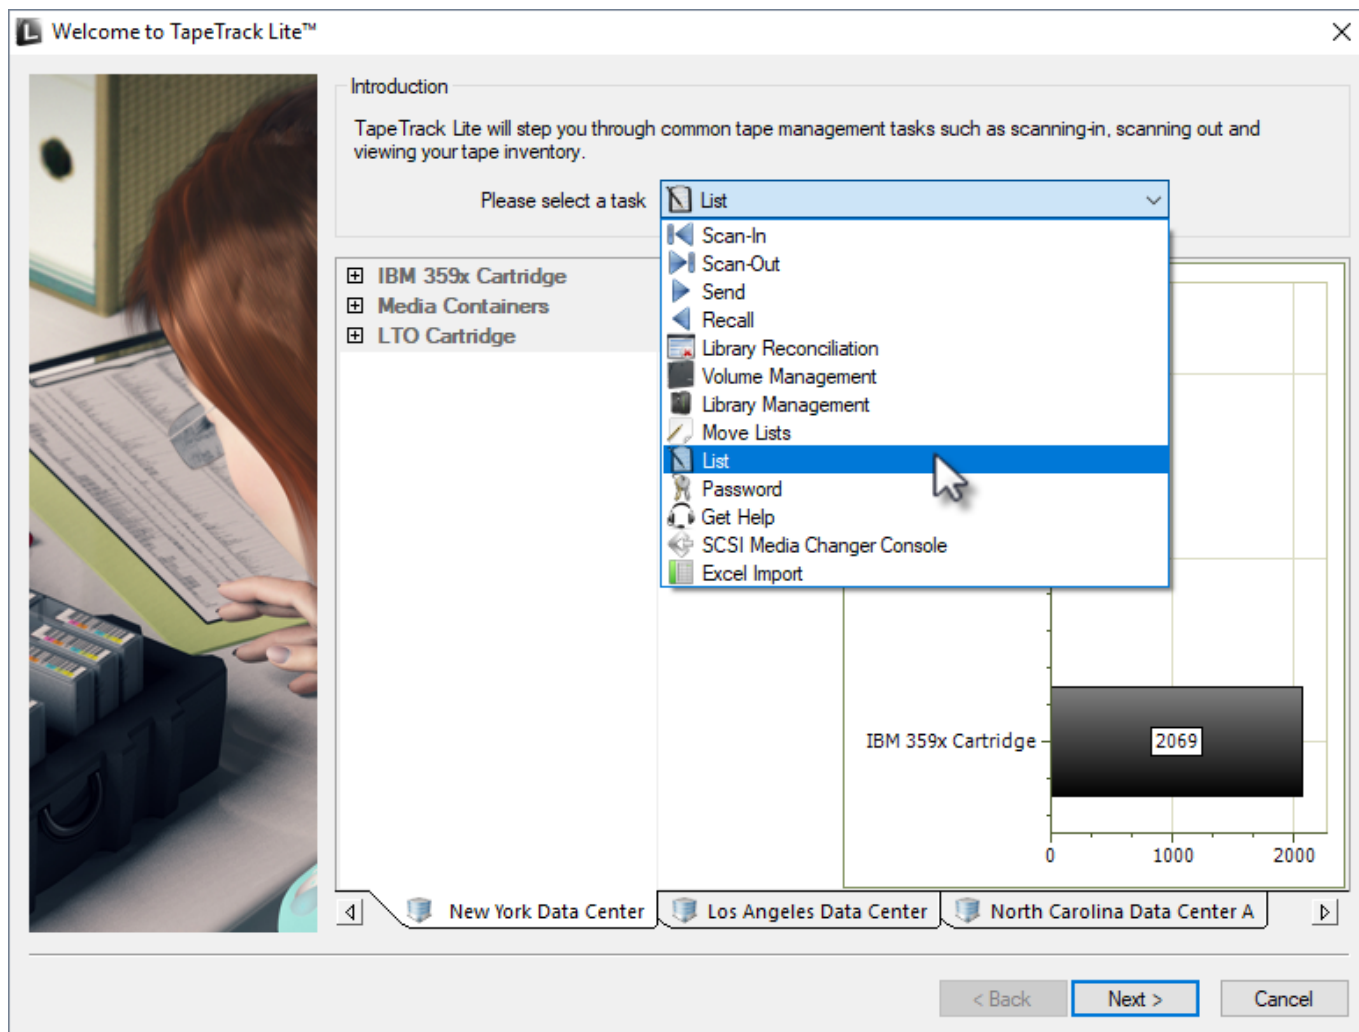 Welcome to TapeTrack Lite™
Introduction
TapeTrack Lite will step you through common tape management tasks such as scanning-in, scanning out and
viewing your tape inventory.
Please select a task
List
Scan-In
Scan-Out
Send
Recall
Library Reconciliation
Volume Management
Library Management
Move Lists
List
Password
Get Help
SCSI Media Changer Console
Excel Import
IBM 359x Cartridge
Media Containers
LTO Cartridge
IBM 359x Cartridge
2069
0 1000 2000
New York Data Center Los Angeles Data Center North Carolina Data Center A
< Back Next > Cancel